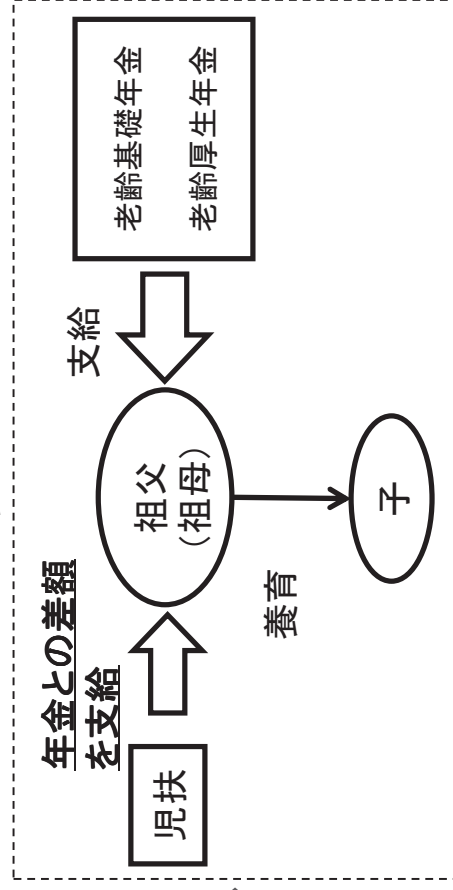 年金との差額
を支給
児扶
祖父
（祖母）
支給
老齢基礎年金
老齢厚生年金
養育
子